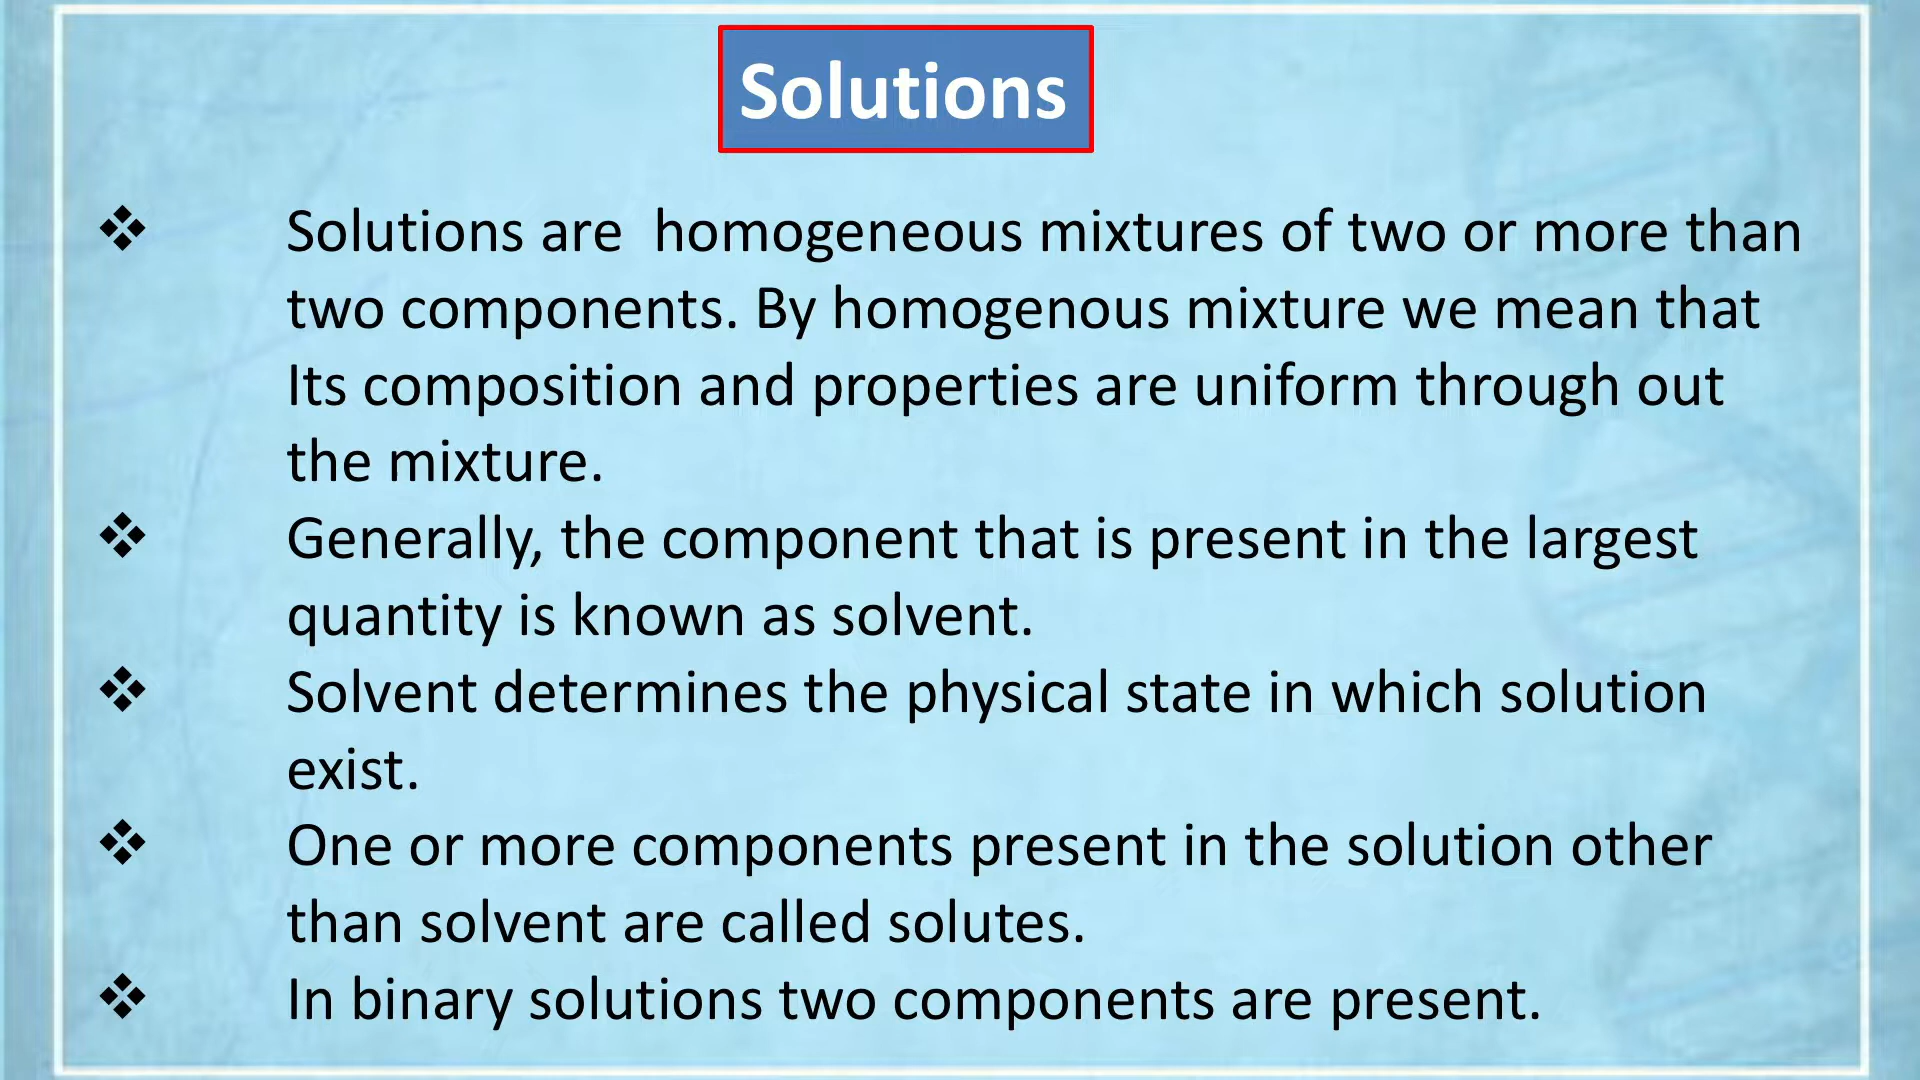 Solutions
❖ Solutions are homogeneous mixtures of two or more than
two components. By homogenous mixture we mean that
Its composition and properties are uniform through out
the mixture.
❖ Generally, the component that is present in the largest
quantity is known as solvent.
❖ Solvent determines the physical state in which solution
exist.
❖ One or more components present in the solution other
than solvent are called solutes.
❖ In binary solutions two components are present.